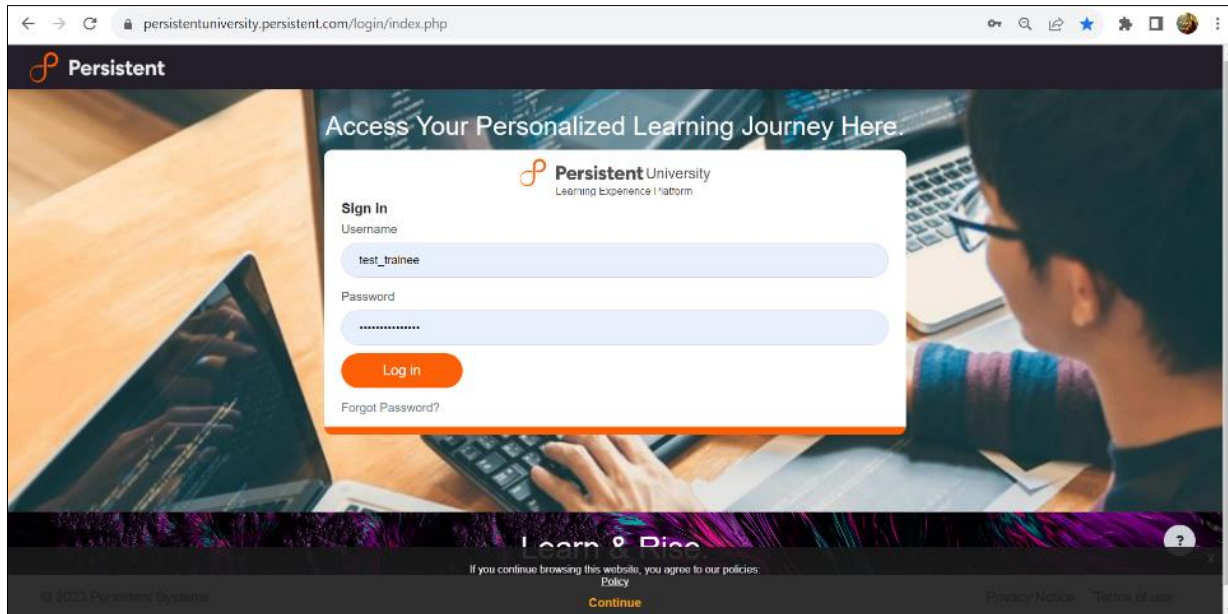 persistentuniversity.persistent.com/login/index.php
Persistent
Access Your Personalized Learning Journey Here.
Persistent University
Learning Experience Platform
Sign in
Username
test_trainee
Password
Log in
Forgot Password?
Learn & Rise
?
x
If you continue browsing this website, you agree to our policies:
Policy
Continue
© 2023 Persistent Systems
Privacy Notice Terms of use